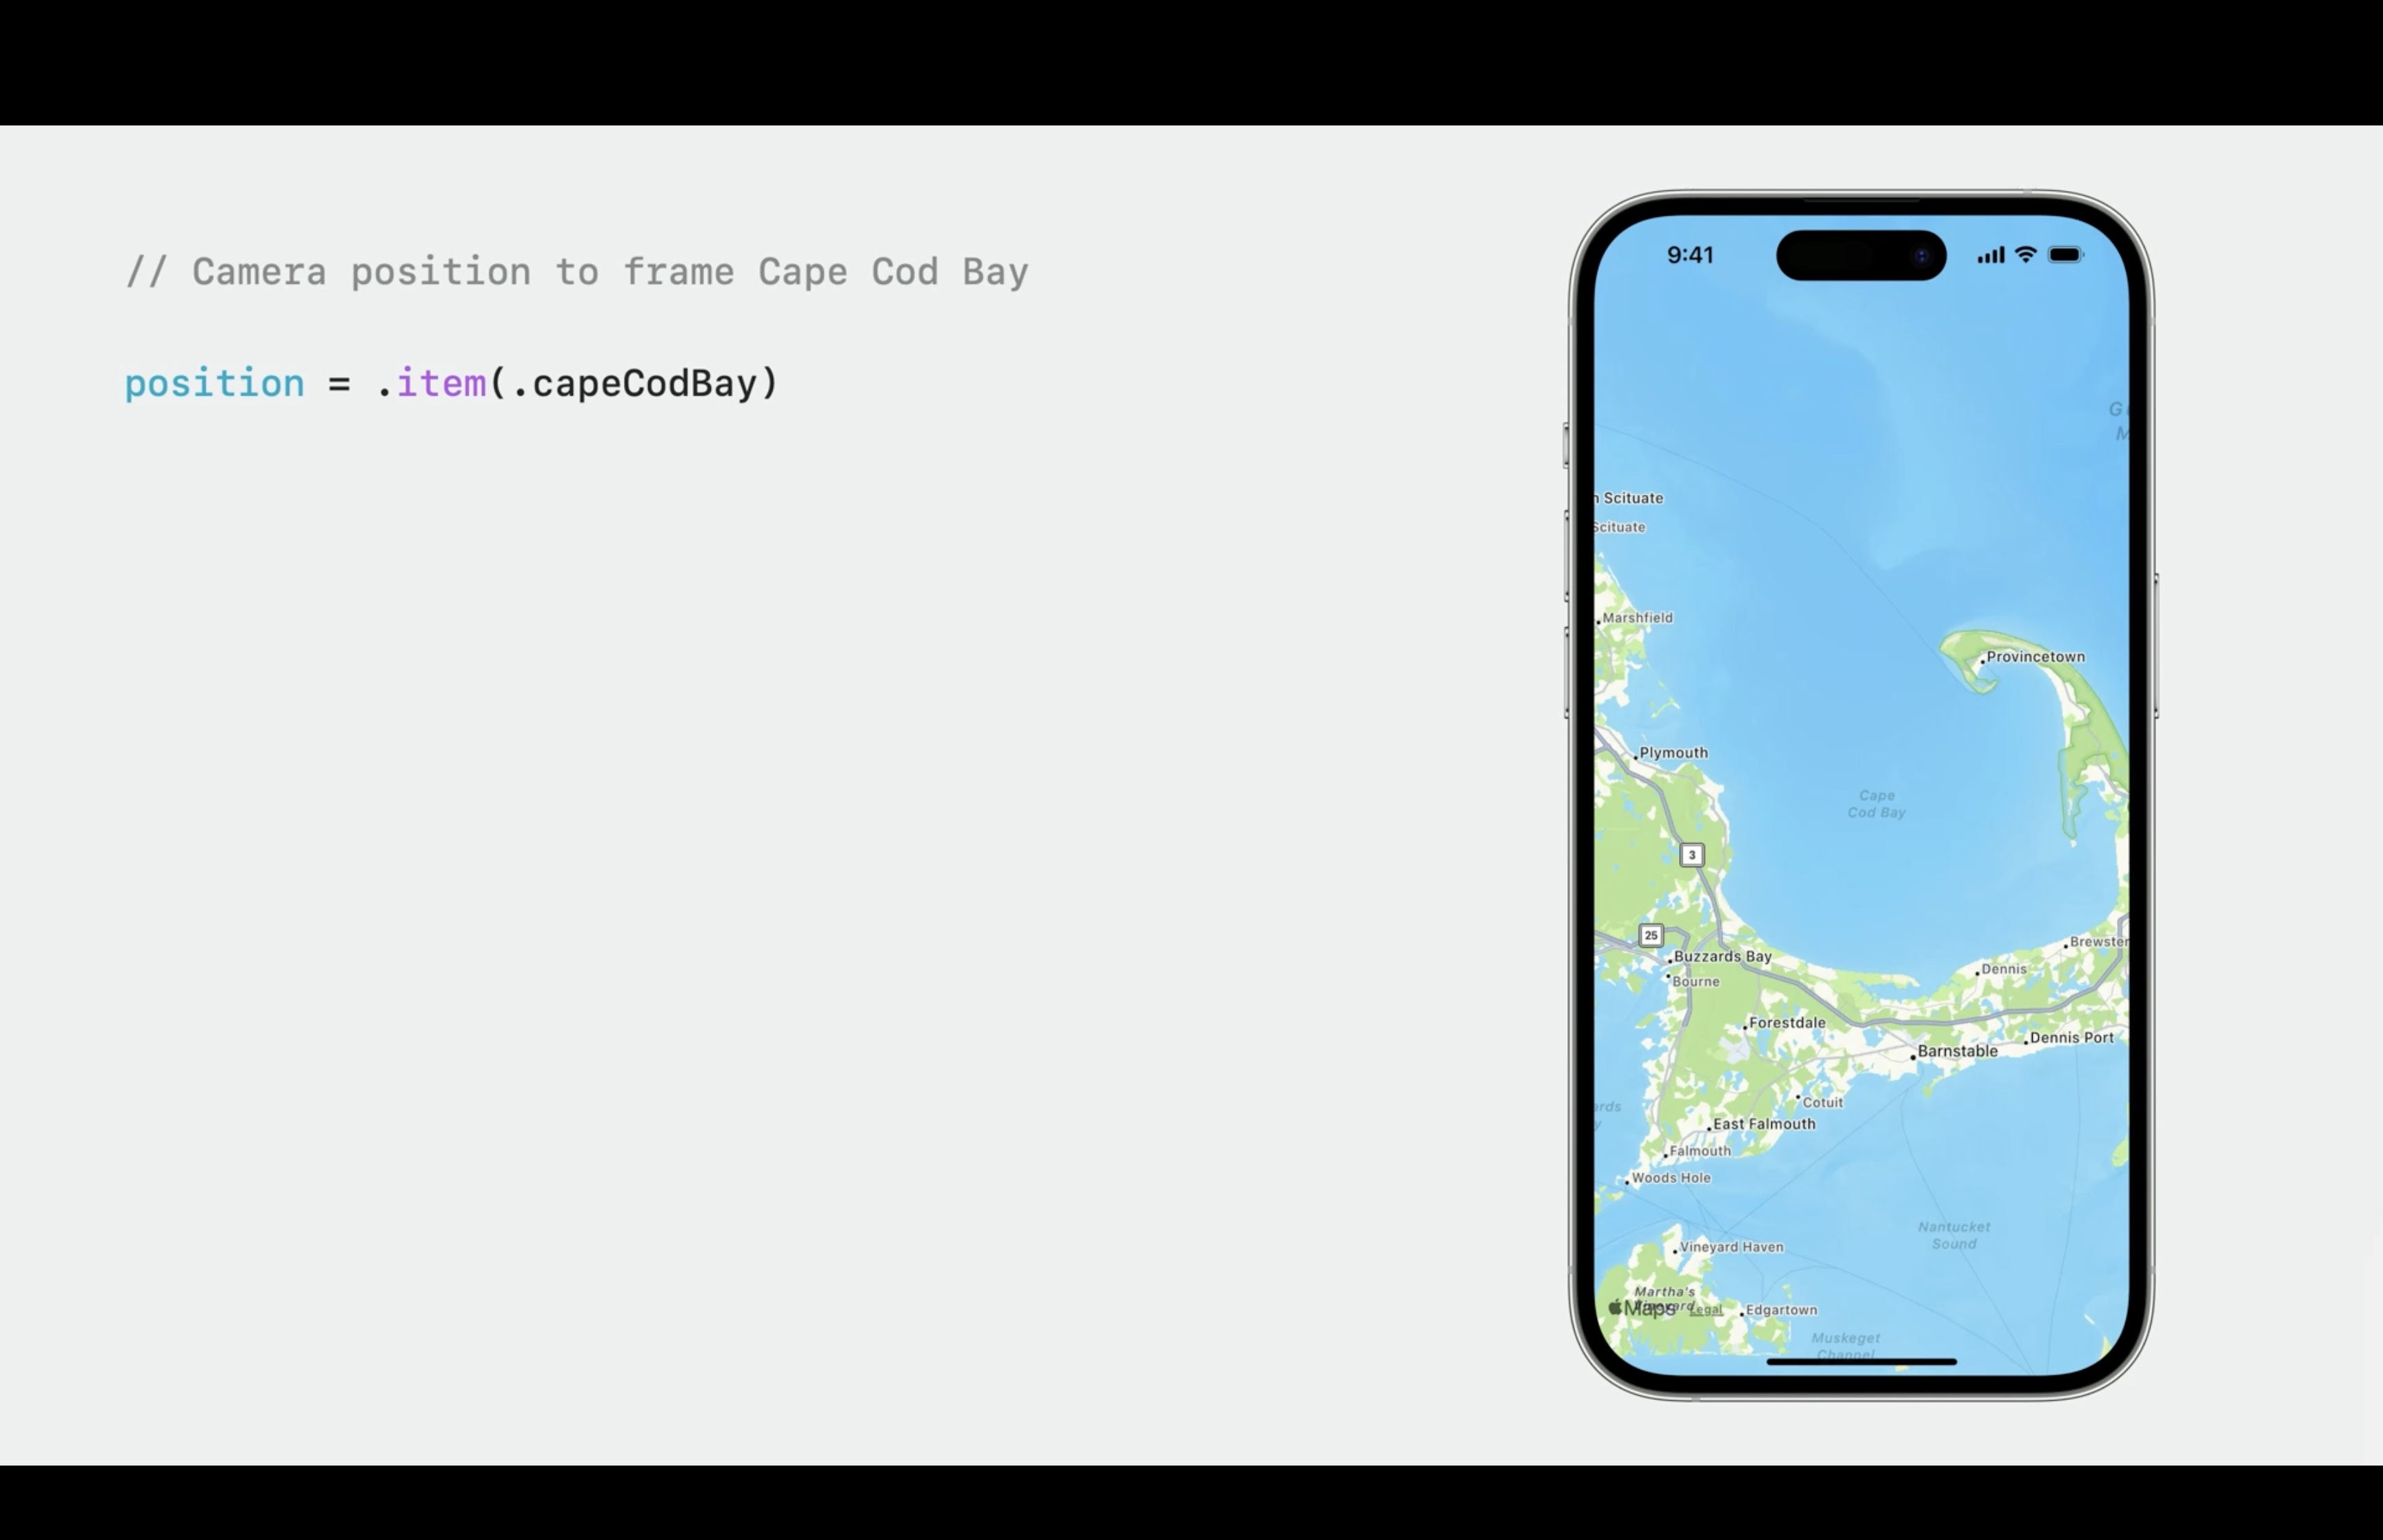 // Camera position to frame Cape Cod Bay
position = .item(.capeCodBay)
9:41
Scituate
Scituate
Marshfield
Provincetown
Plymouth
Cape
Cod Bay
3
25
Buzzards Bay
Bourne
Brewster
Dennis
Forestdale
Dennis Port
Barnstable
Cotuit
East Falmouth
Falmouth
Woods Hole
Nantucket
Sound
Vineyard Haven
Martha's
Vineyard
Maps Legal
Edgartown
Muskeget
Channel